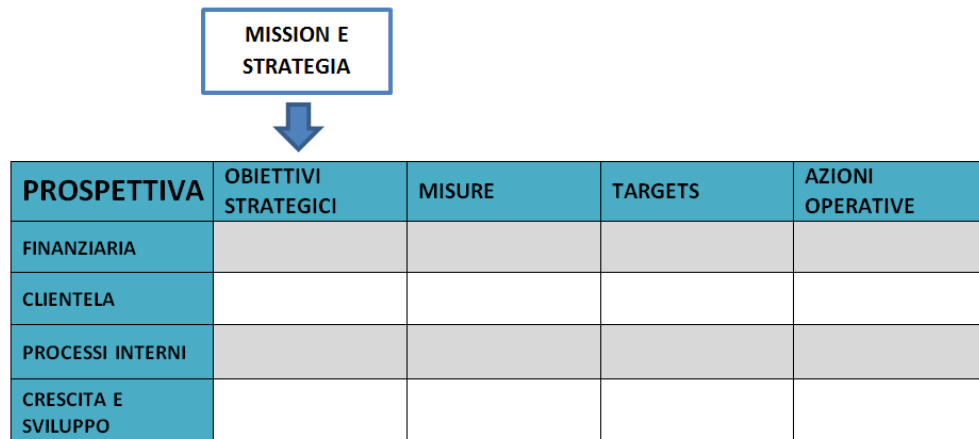 MISSION E
STRATEGIA
PROSPETTIVA
OBIETTIVI
STRATEGICI
MISURE
TARGETS
AZIONI
OPERATIVE
FINANZIARIA
CLIENTELA
PROCESSI INTERNI
CRESCITA E
SVILUPPO